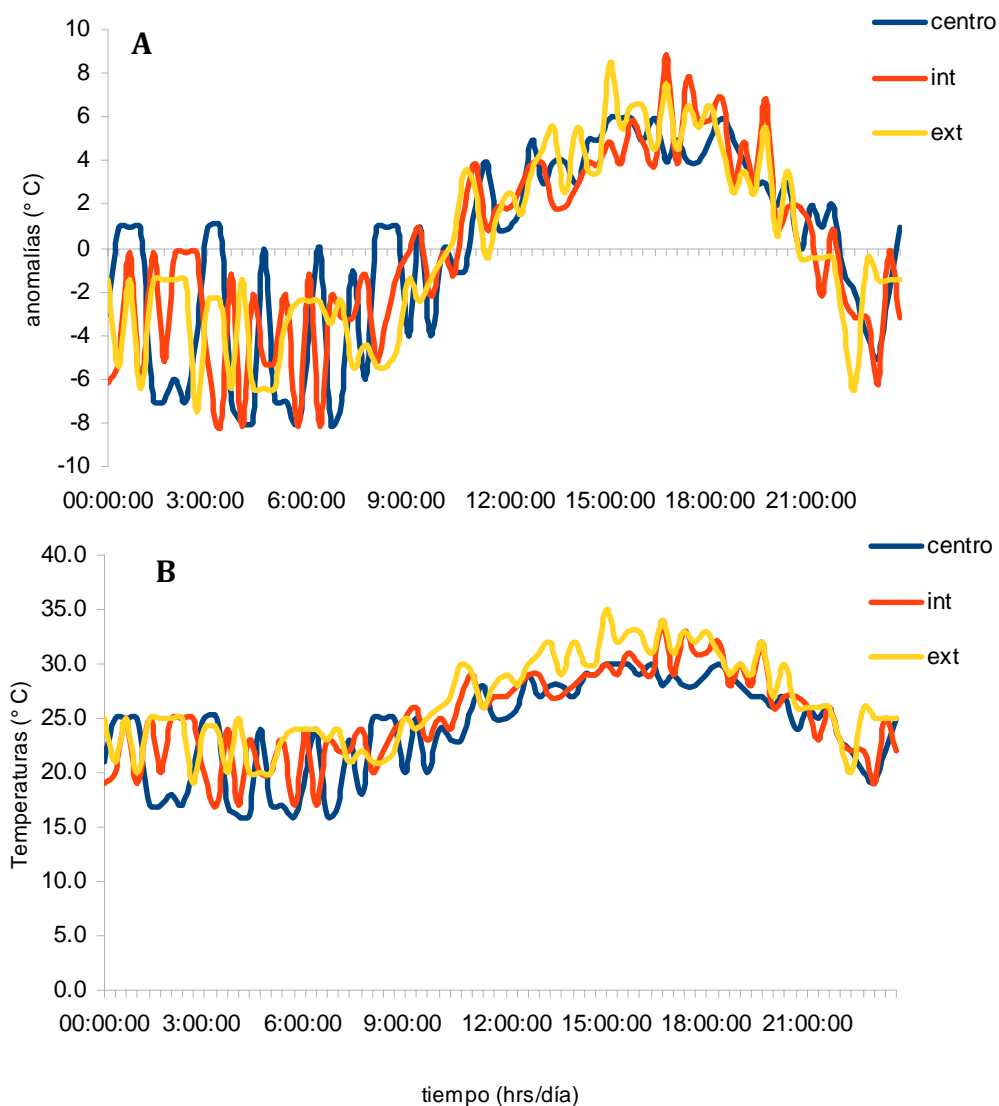 A
anomalías (° C)
10
8
6
4
2
0
-2
-4
-6
-8
-10
00:00:00 3:00:00 6:00:00 9:00:00 12:00:00 15:00:00 18:00:00 21:00:00
centro
int
ext
B
Temperaturas (° C)
40.0
35.0
30.0
25.0
20.0
15.0
10.0
5.0
0.0
00:00:00 3:00:00 6:00:00 9:00:00 12:00:00 15:00:00 18:00:00 21:00:00
centro
int
ext
tiempo (hrs/día)